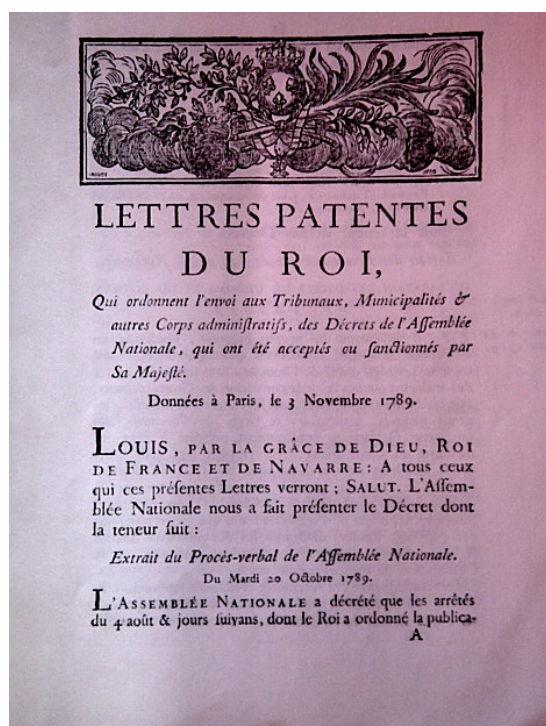 LETTRES PATENTES
DU ROI,
Qui ordonnent l'envoi aux Tribunaux, Municipalités &
autres Corps adminiſtratifs, des Décrets de l'Aſſemblée
Nationale, qui ont été acceptés ou ſanctionnés par
Sa Majeſté.
Données à Paris, le 3 Novembre 1789.
LOUIS, PAR LA GRÂCE DE DIEU, ROI
DE FRANCE ET DE NAVARRE : A tous ceux
qui ces préſentes Lettres verront ; SALUT. L'Aſſem-
blée Nationale nous a fait préſenter le Décret dont
la teneur ſuit :
Extrait du Procès-verbal de l'Aſſemblée Nationale.
Du Mardi 20 Octobre 1789.
L'ASSEMBLÉE NATIONALE a décrété que les arrêtés
du 4 août & jours ſuivans, dont le Roi a ordonné la publica-
A